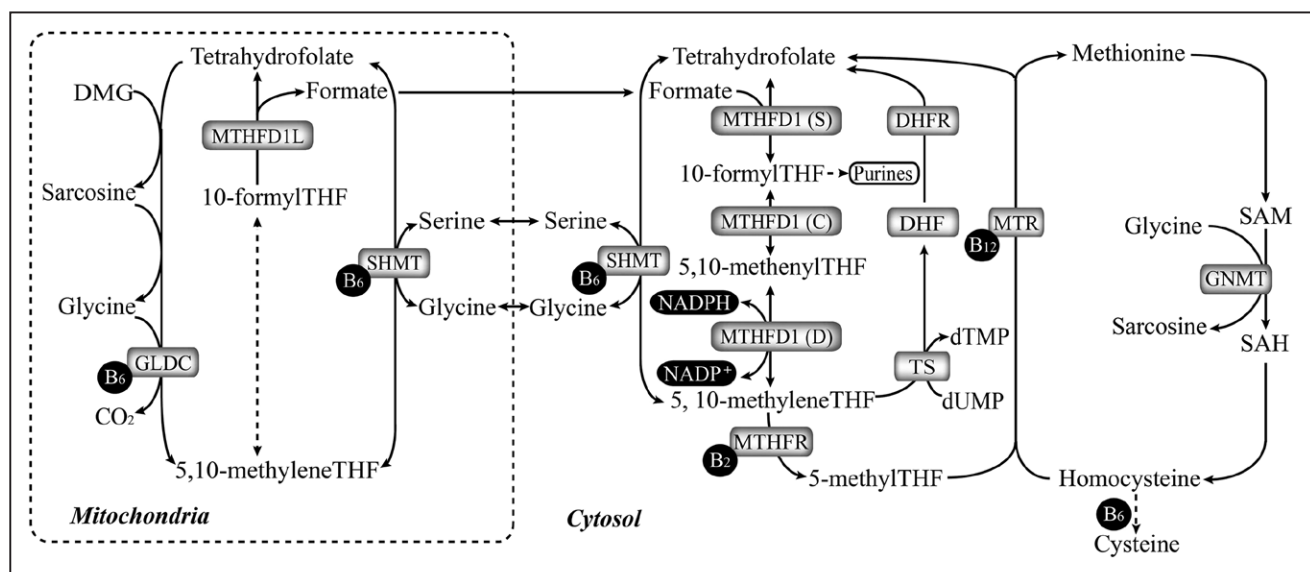 Tetrahydrofolate
DMG
Formate
MTHFD1L
Sarcosine
10-formylTHF
Serine
SHMT
B6
Glycine
Glycine
GLDC
B6
CO2
5,10-methyleneTHF
Mitochondria
Tetrahydrofolate
Formate
MTHFD1 (S)
DHFR
10-formylTHF
Purines
Serine
MTHFD1 (C)
DHF
SHMT
B6
5,10-methenylTHF
Glycine
NADPH
MTHFD1 (D)
NADP+
dTMP
TS
dUMP
5, 10-methyleneTHF
MTHFR
B2
5-methylTHF
Cytosol
Methionine
MTR
B12
SAM
Glycine
GNMT
Sarcosine
SAH
Homocysteine
B6
Cysteine